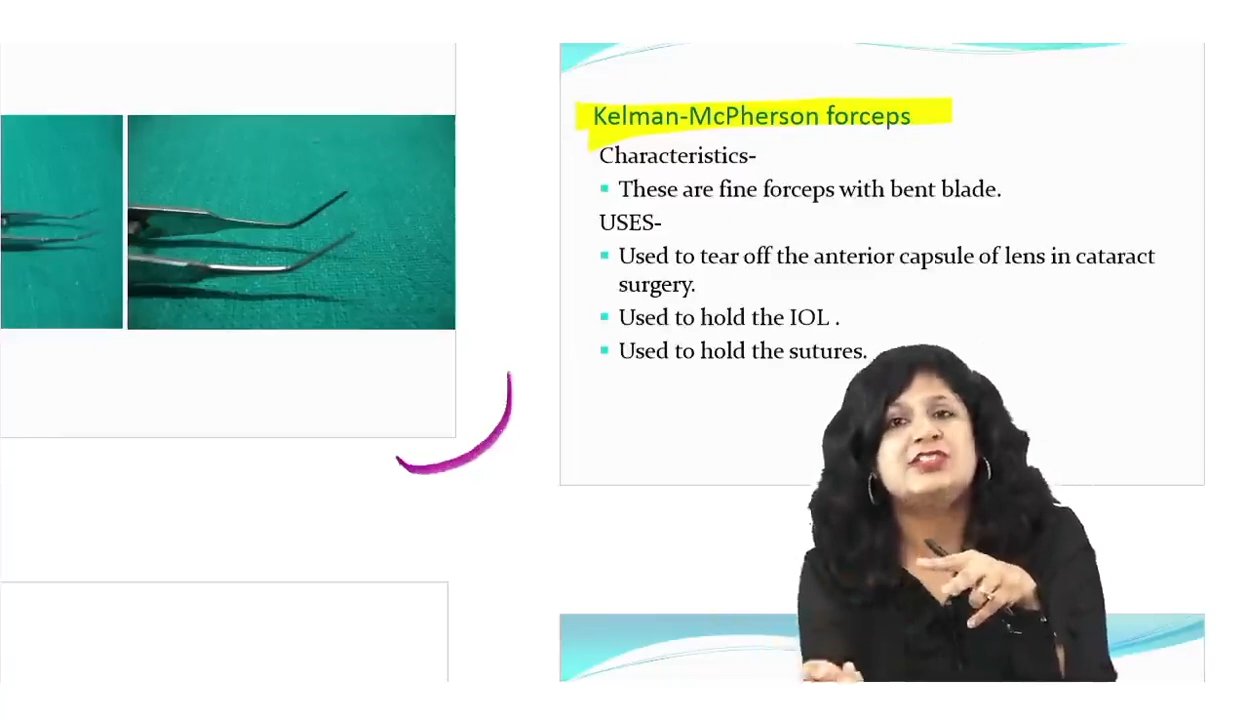 Kelman-McPherson forceps
Characteristics-
▪ These are fine forceps with bent blade.
USES-
▪ Used to tear off the anterior capsule of lens in cataract
surgery.
▪ Used to hold the IOL .
▪ Used to hold the sutures.